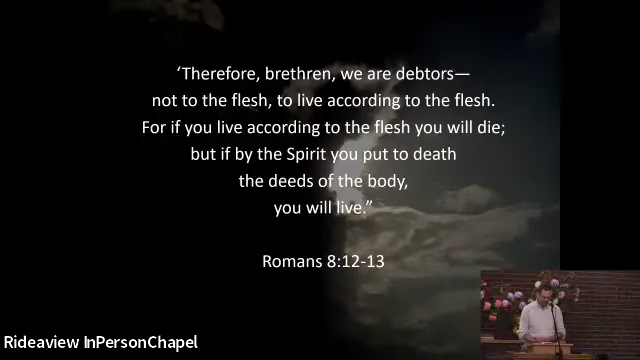 ‘Therefore, brethren, we are debtors—
not to the flesh, to live according to the flesh.
For if you live according to the flesh you will die;
but if by the Spirit you put to death
the deeds of the body,
you will live.”
Romans 8:12-13
Rideaview InPersonChapel